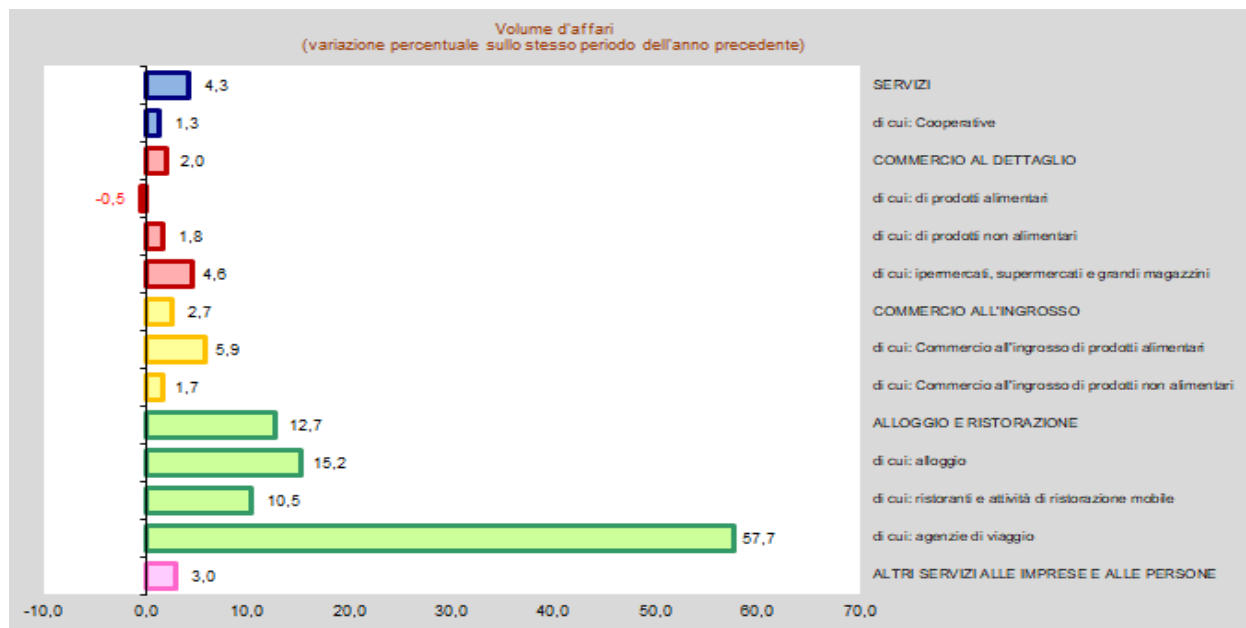 Volume d'affari
(variazione percentuale sullo stesso periodo dell'anno precedente)
4,3 SERVIZI
1,3 di cui: Cooperative
2,0 COMMERCIO AL DETTAGLIO
-0,5 di cui: di prodotti alimentari
1,8 di cui: di prodotti non alimentari
4,6 di cui: ipermercati, supermercati e grandi magazzini
2,7 COMMERCIO ALL'INGROSSO
5,9 di cui: Commercio all'ingrosso di prodotti alimentari
1,7 di cui: Commercio all'ingrosso di prodotti non alimentari
12,7 ALLOGGIO E RISTORAZIONE
15,2 di cui: alloggio
10,5 di cui: ristoranti e attività di ristorazione mobile
57,7 di cui: agenzie di viaggio
3,0 ALTRI SERVIZI ALLE IMPRESE E ALLE PERSONE
-10,0 0,0 10,0 20,0 30,0 40,0 50,0 60,0 70,0